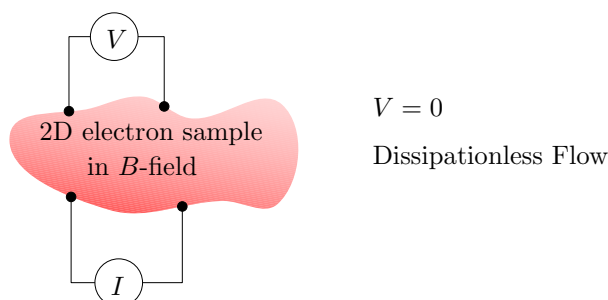 V
2D electron sample
in B-field
V = 0
Dissipationless Flow
I